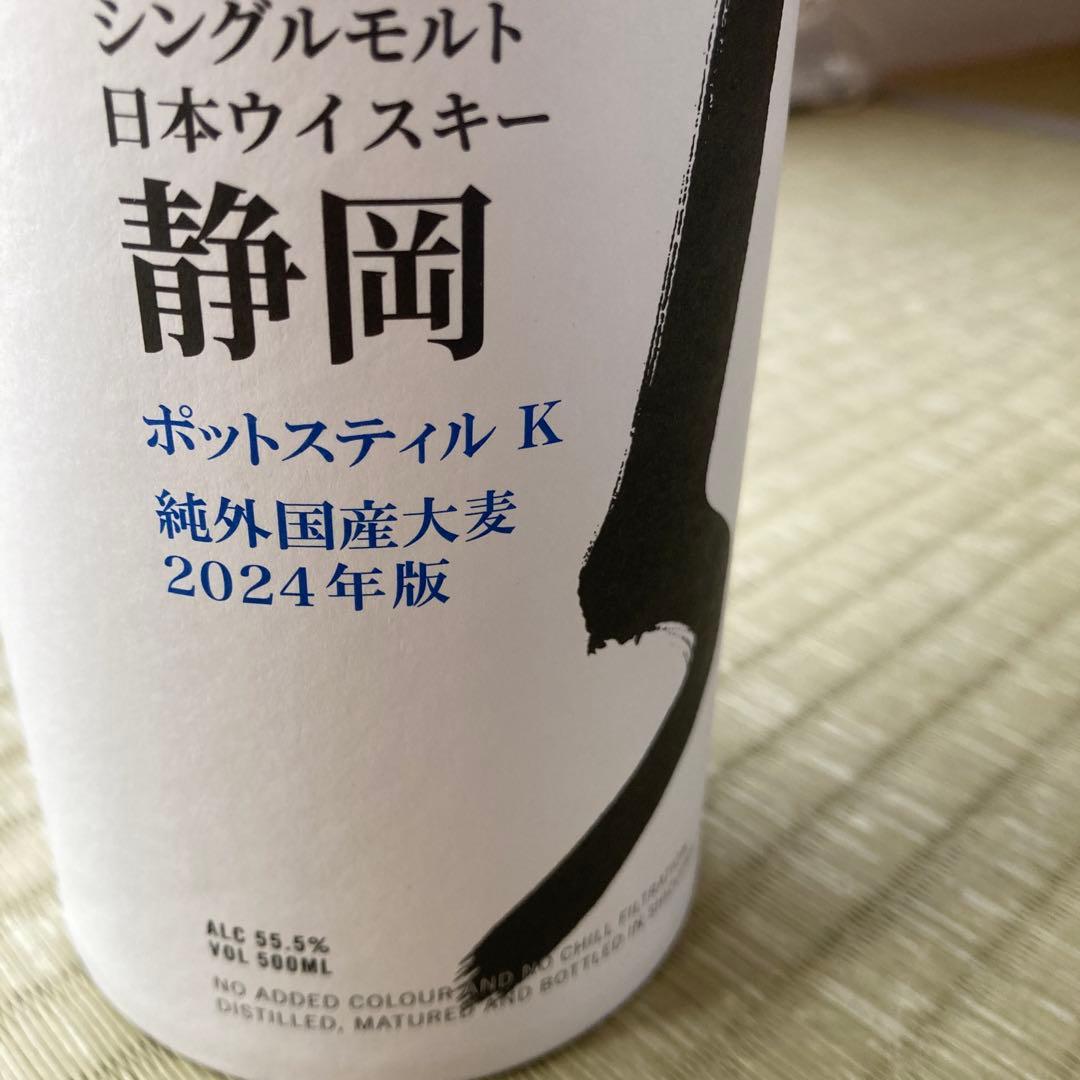 シングルモルト
日本ウイスキー
静岡
ポットスティル K
純外国産大麦
2024年版
ALC 55.5%
VOL 500ML
NO ADDED COLOUR AND NO CHILL FILTRATION.
DISTILLED, MATURED AND BOTTLED IN